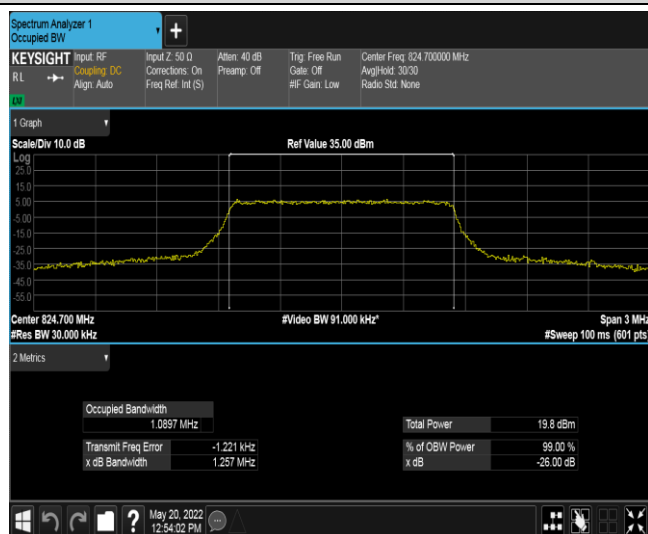 Spectrum Analyzer 1
Occupied BW
+
KEYSIGHT Input: RF Input Z: 50 Ω Atten: 40 dB Trig: Free Run Center Freq: 824.700000 MHz
RL Coupling: DC Corrections: On Preamp: Off Gate: Off Avg|Hold: 30/30
Align: Auto Freq Ref: Int (S) #IF Gain: Low Radio Std: None
LXI
1 Graph
Scale/Div 10.0 dB Ref Value 35.00 dBm
Log
25.0
15.0
5.00
-5.00
-15.0
-25.0
-35.0
-45.0
-55.0
Center 824.700 MHz #Video BW 91.000 kHz* Span 3 MHz
#Res BW 30.000 kHz #Sweep 100 ms (601 pts)
2 Metrics
Occupied Bandwidth
1.0897 MHz Total Power 19.8 dBm
Transmit Freq Error -1.221 kHz % of OBW Power 99.00 %
x dB Bandwidth 1.257 MHz x dB -26.00 dB
? May 20, 2022
12:54:02 PM